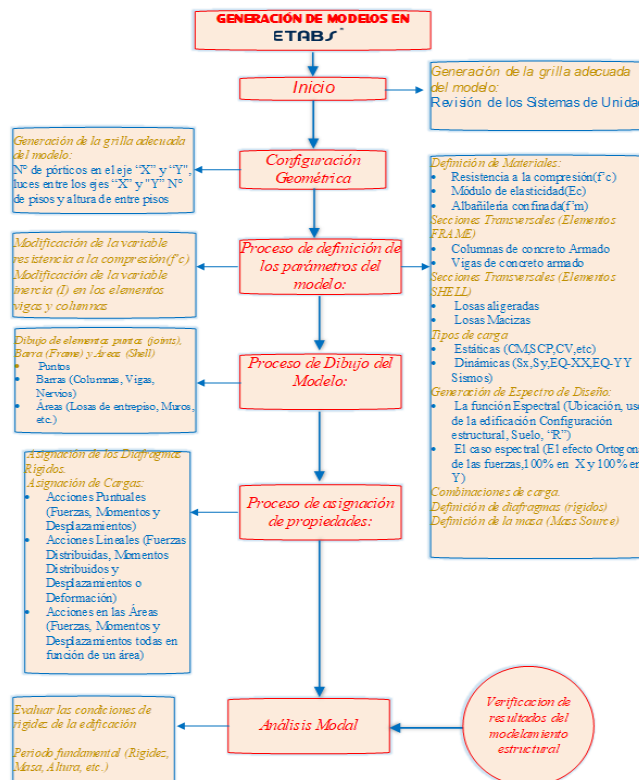 GENERACIÓN DE MODELOS EN
ETABS
Inicio
Generación de la grilla adecuada
del modelo:
Revisión de los Sistemas de Unidad
Generación de la grilla adecuada
del modelo:
N° de pórticos en el eje “X” y “Y”,
luces entre los ejes “X” y "Y” N°
de pisos y altura de entre pisos
Configuración
Geométrica
Definición de Materiales:
• Resistencia a la compresión(f'c)
• Módulo de elasticidad(Ec)
• Albañilería confinada(f'm)
Secciones Transversales (Elementos
FRAME)
• Columnas de concreto Armado
• Vigas de concreto armado
Secciones Transversales (Elementos
SHELL)
• Losas aligeradas
• Losas Macizas
Tipos de carga
• Estáticas (CM,SCP,CV,etc)
• Dinámicas (Sx,Sy,EQ-XX,EQ-YY
Sismos)
Generación de Espectro de Diseño:
• La función Espectral (Ubicación, uso
de la edificación Configuración
estructural, Suelo, “R”)
• El caso espectral (El efecto Ortogona
de las fuerzas,100% en X y 100% en
Y)
Combinaciones de carga.
Definición de diafragmas (rígidos)
Definición de la masa (Mass Source)
Modificación de la variable
resistencia a la compresión(f'c)
Modificación de la variable
inercia (I) en los elementos
vigas y columnas
Proceso de definición de
los parámetros del
modelo:
Dibujo de elementos puntos (joints),
Barra (Frame) y Áreas (Shell)
• Puntos
• Barras (Columnas, Vigas,
Nervios)
• Áreas (Losas de entrepiso, Muros,
etc.)
Proceso de Dibujo del
Modelo:
Asignación de los Diafragmas
Rígidos.
Asignación de Cargas:
• Acciones Puntuales
(Fuerzas, Momentos y
Desplazamientos)
• Acciones Lineales (Fuerzas
Distribuidas, Momentos
Distribuidos y
Desplazamientos o
Deformación)
• Acciones en las Áreas
(Fuerzas, Momentos y
Desplazamientos todas en
función de un área)
Proceso de asignación
de propiedades:
Evaluar las condiciones de
rigidez de la edificación
Periodo fundamental (Rigidez,
Masa, Altura, etc.)
Análisis Modal
Verificacion de
resultados del
modelamiento
estructural